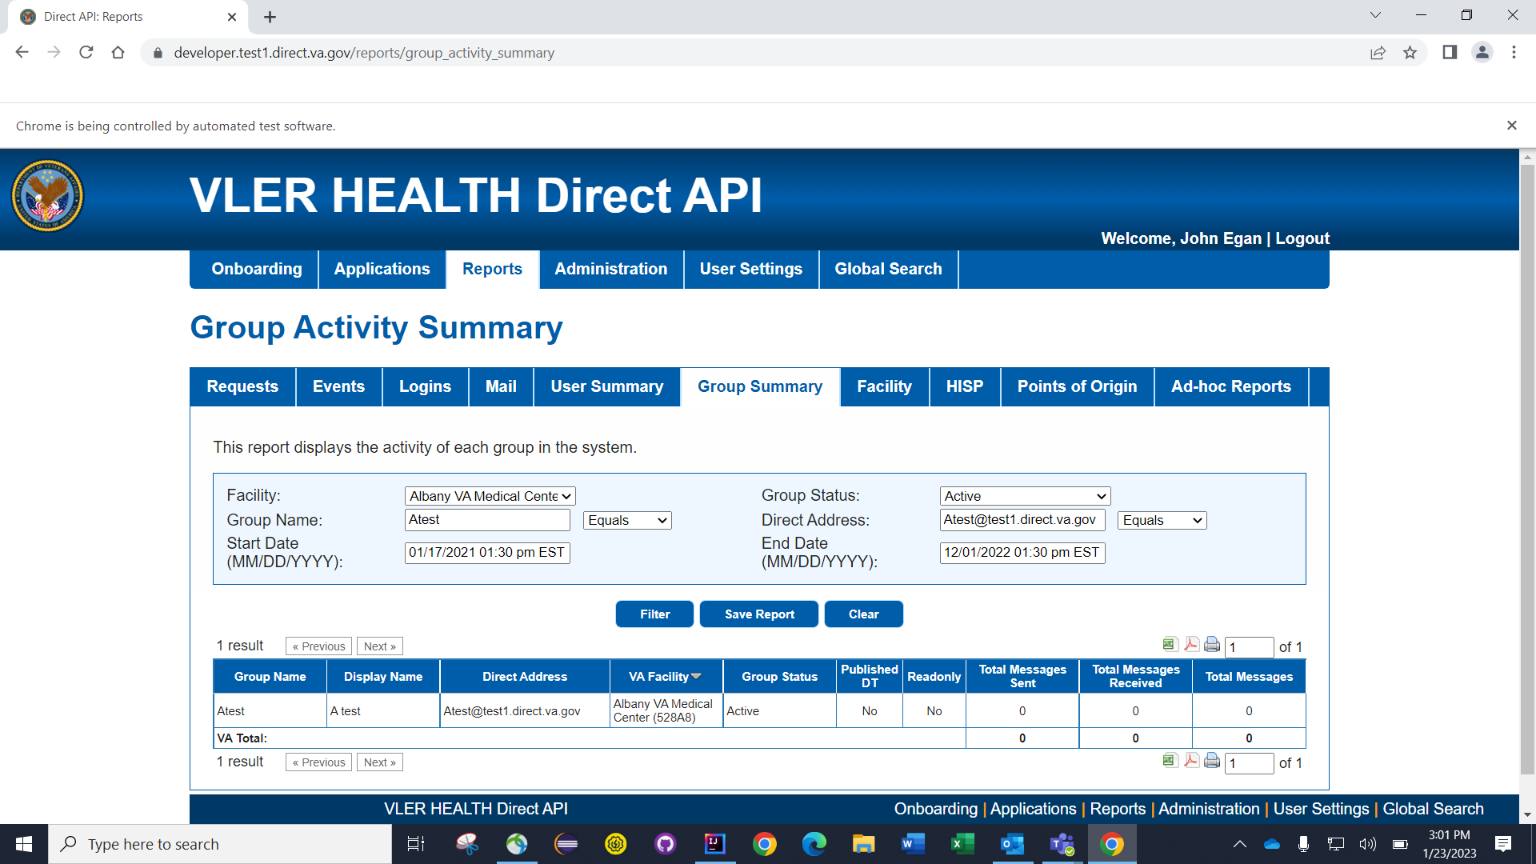 Direct API: Reports
developer.test1.direct.va.gov/reports/group_activity_summary
Chrome is being controlled by automated test software.
VLER HEALTH Direct API
Welcome, John Egan | Logout
Onboarding Applications Reports Administration User Settings Global Search
Group Activity Summary
Requests Events Logins Mail User Summary Group Summary Facility HISP Points of Origin Ad-hoc Reports
This report displays the activity of each group in the system.
Facility: Albany VA Medical Cente Group Status: Active
Group Name: Atest Equals Direct Address: Atest@test1.direct.va.gov Equals
Start Date End Date
(MM/DD/YYYY): 01/17/2021 01:30 pm EST (MM/DD/YYYY): 12/01/2022 01:30 pm EST
Filter Save Report Clear
1 result « Previous Next » 1 of 1
Group Name Display Name Direct Address VA Facility Group Status Published DT Readonly Total Messages Sent Total Messages Received Total Messages
Atest A test Atest@test1.direct.va.gov Albany VA Medical Center (528A8) Active No No 0 0 0
VA Total: 0 0 0
1 result « Previous Next » 1 of 1
VLER HEALTH Direct API Onboarding | Applications | Reports | Administration | User Settings | Global Search
Type here to search
3:01 PM
1/23/2023